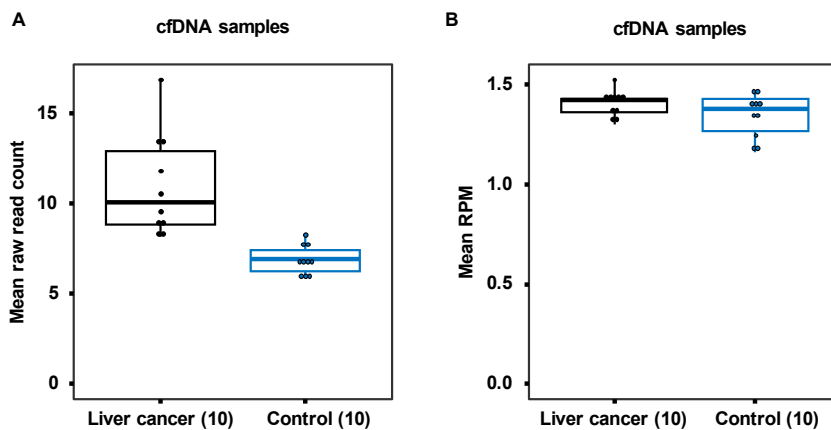 A
cfDNA samples
Mean raw read count
15
10
5
0
Liver cancer (10)
Control (10)
B
cfDNA samples
Mean RPM
1.5
1.0
1.5
0.0
Liver cancer (10)
Control (10)